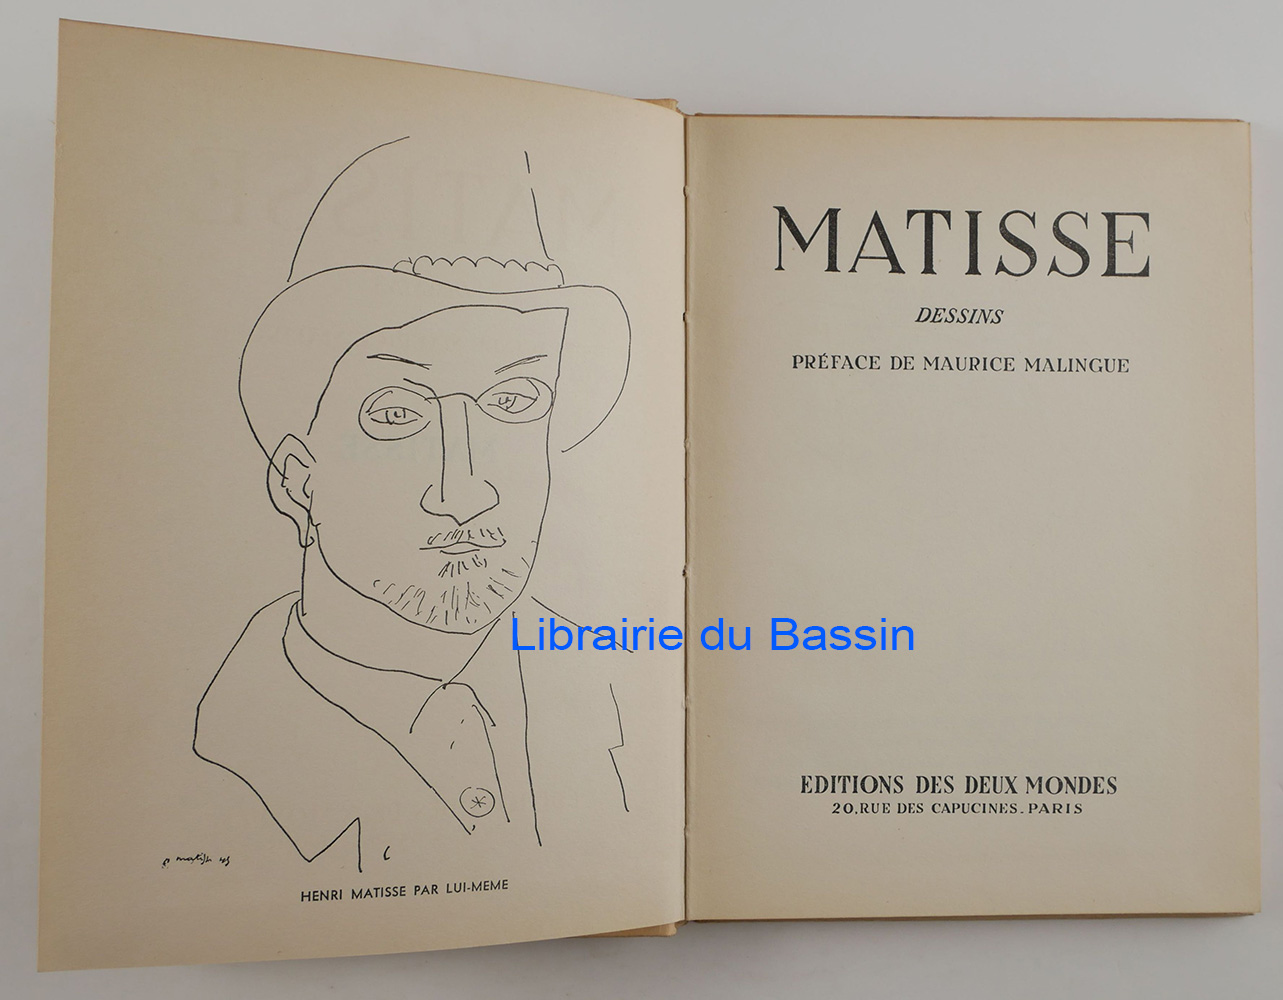 HENRI MATISSE PAR LUI-MEME
MATISSE
DESSINS
PRÉFACE DE MAURICE MALINGUE
EDITIONS DES DEUX MONDES
20, RUE DES CAPUCINES - PARIS
Librairie du Bassin